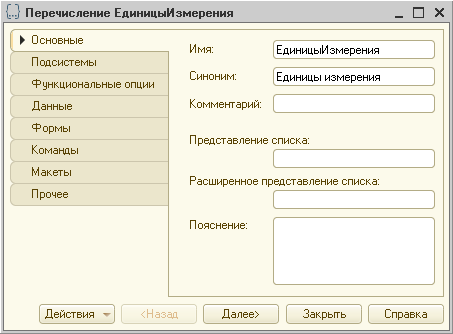 Перечисление ЕдиницыИзмерения
Основные
Подсистемы
Функциональные опции
Данные
Формы
Команды
Макеты
Прочее
Имя: ЕдиницыИзмерения
Синоним: Единицы измерения
Комментарий:
Представление списка:
Расширенное представление списка:
Пояснение:
Действия <Назад Далее> Закрыть Справка